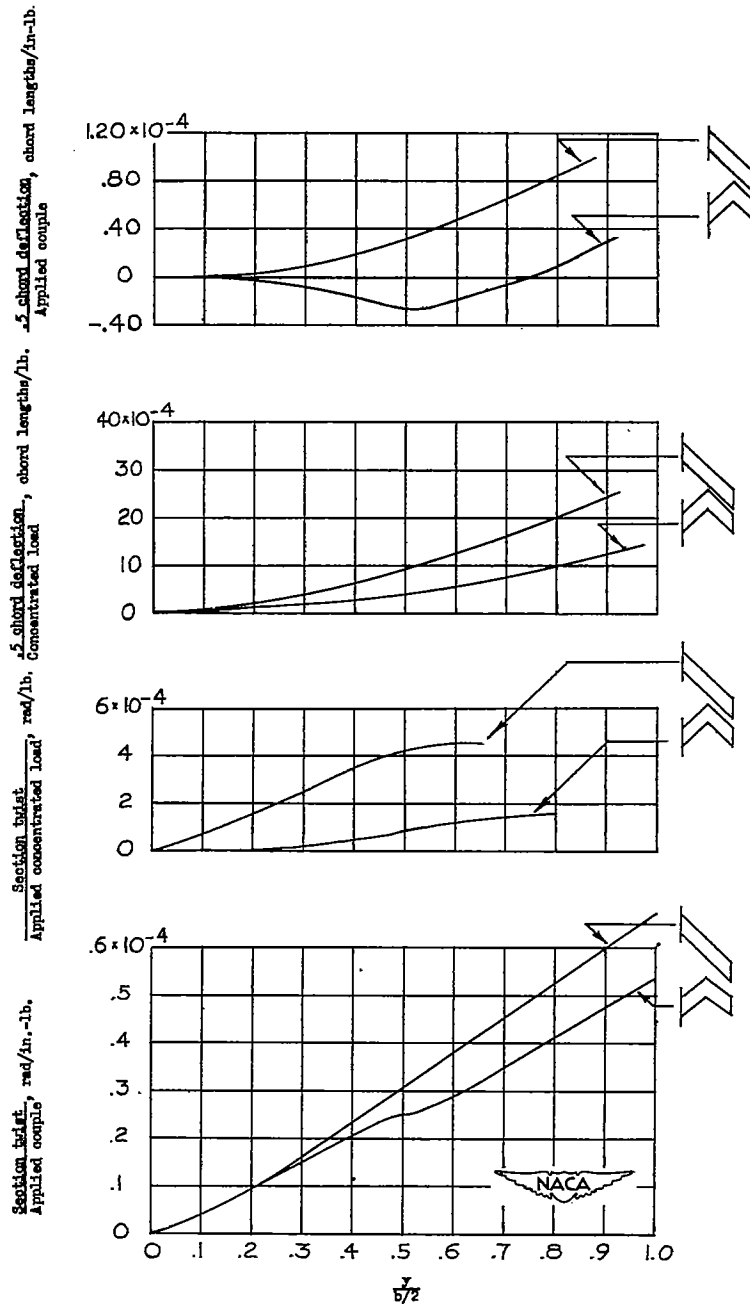 .5 chord deflection, chord lengths/in-lb.
Applied couple
1.20×10-4
.80
.40
0
-.40
.5 chord deflection, chord lengths/lb.
Concentrated load
40×10-4
30
20
10
0
Section twist, rad/lb.
Applied concentrated load
6×10-4
4
2
0
Section twist, rad/in.-lb.
Applied couple
.6×10-4
.5
.4
.3
.2
.1
0
NACA
0 .1 .2 .3 .4 .5 .6 .7 .8 .9 1.0
y
b/2